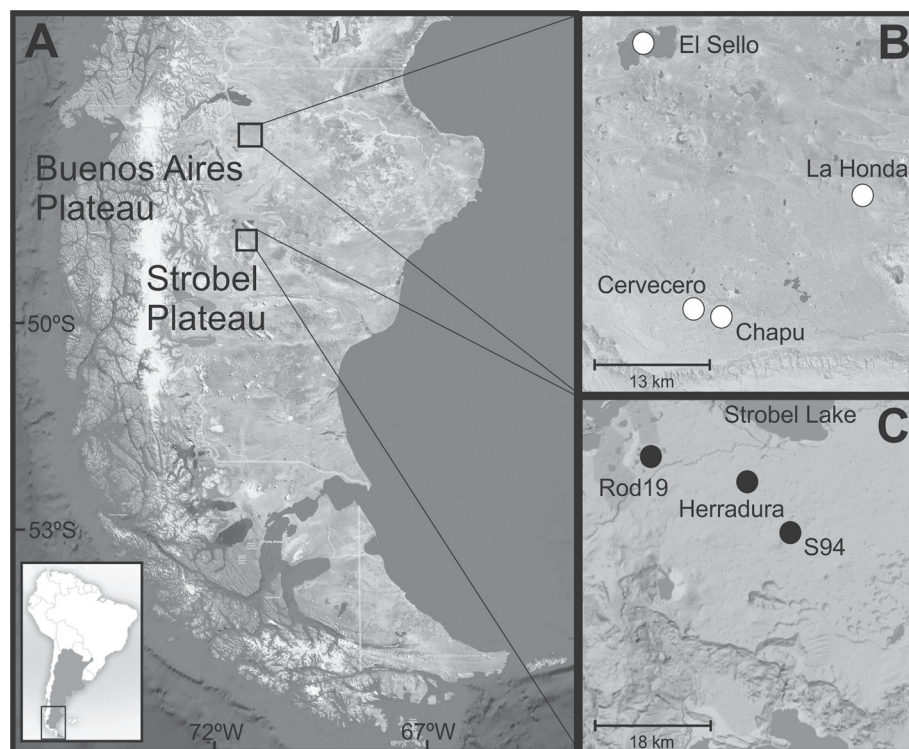 A
Buenos Aires
Plateau
Strobel
Plateau
50ºS
53ºS
72ºW
67ºW
B
El Sello
La Honda
Cervecero
Chapu
13 km
C
Strobel Lake
Rod19
Herradura
S94
18 km